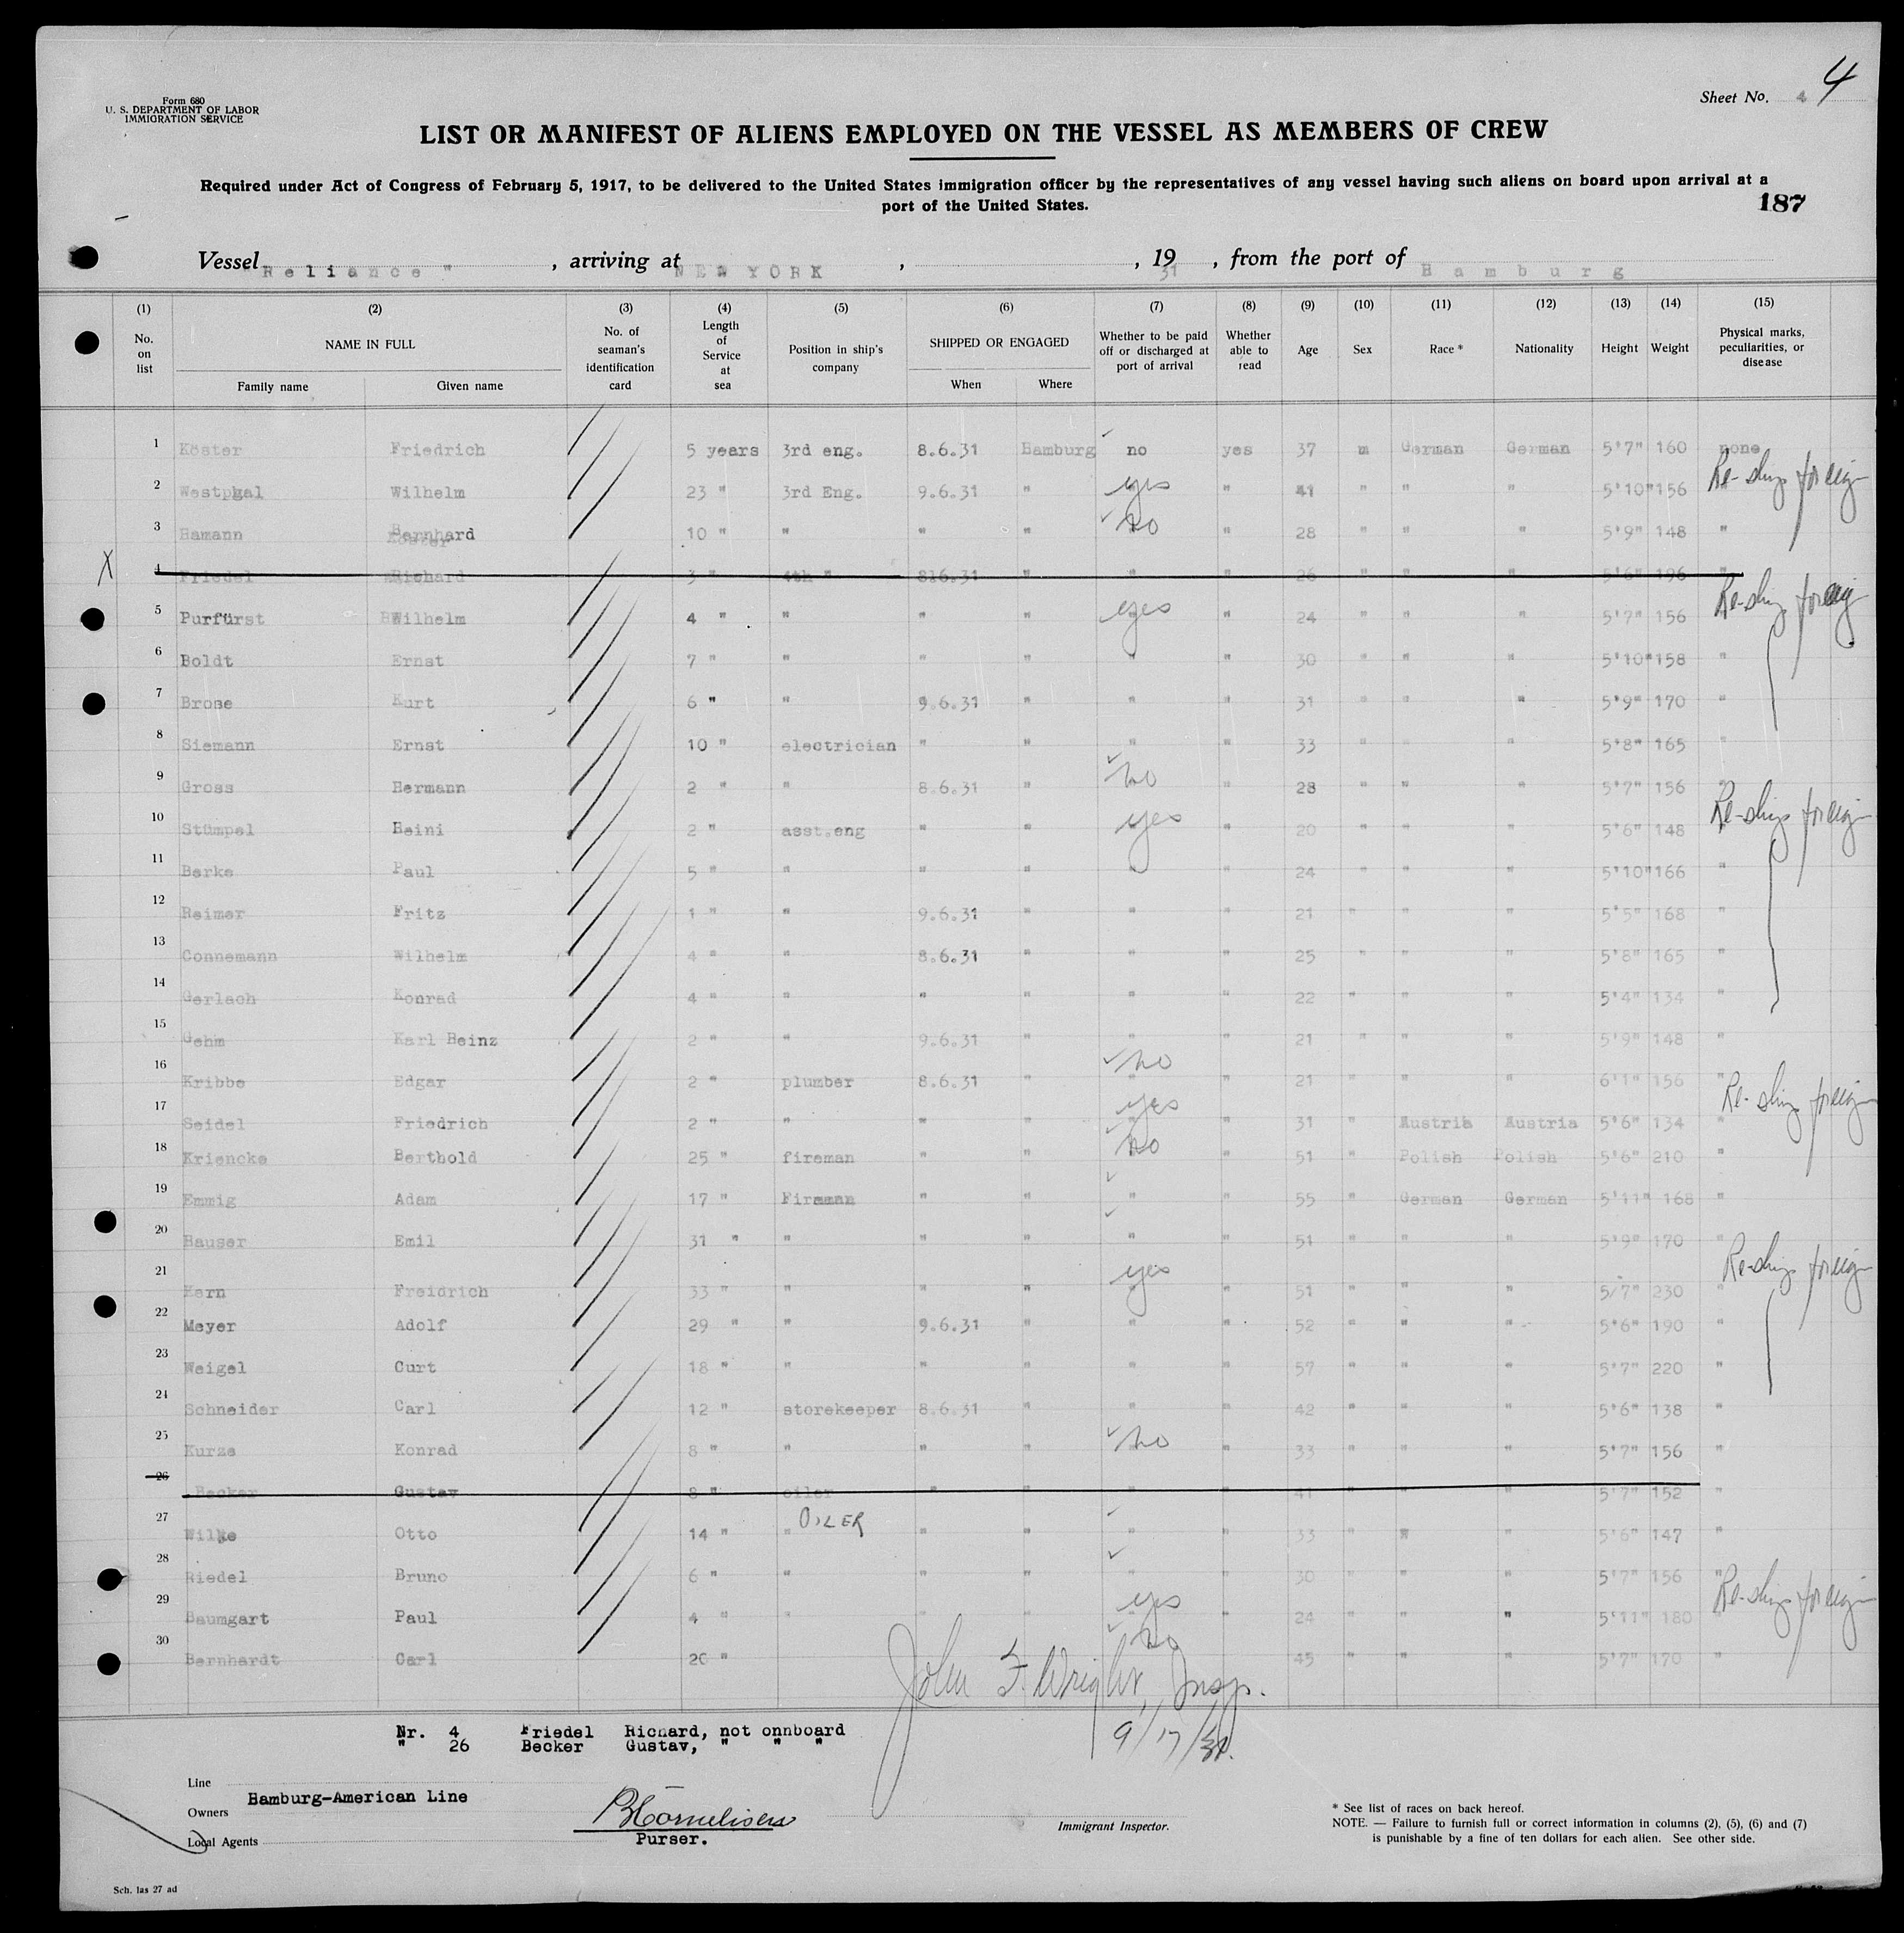 Form 680
U. S. DEPARTMENT OF LABOR
IMMIGRATION SERVICE
Sheet No. 4 4
LIST OR MANIFEST OF ALIENS EMPLOYED ON THE VESSEL AS MEMBERS OF CREW
Required under Act of Congress of February 5, 1917, to be delivered to the United States immigration officer by the representatives of any vessel having such aliens on board upon arrival at a
port of the United States.
187
Vessel "Reliance", arriving at NEW YORK, , 1931, from the port of Hamburg
(1) (2) (3) (4) (5) (6) (7) (8) (9) (10) (11) (12) (13) (14) (15)
No. on list NAME IN FULL Family name Given name No. of seaman's identification card Length of Service at sea Position in ship's company SHIPPED OR ENGAGED When Where Whether to be paid off or discharged at port of arrival Whether able to read Age Sex Race * Nationality Height Weight Physical marks, peculiarities, or disease
1 Köster Friedrich 5 years 3rd eng. 8.6.31 Hamburg no yes 37 m German German 5'7" 160 none
2 Westphal Wilhelm 23 " 3rd Eng. 9.6.31 " yes " 41 " " " 5'10" 156 " Re-ship foreign
3 Hamann Bernhard 10 " " " " no " 28 " " " 5'9" 148 "
4 Friedel Richard 3 " 4th " 8.6.31 " " " 26 " " " 5'6" 196 "
5 Purfürst Wilhelm 4 " " " " yes " 24 " " " 5'7" 156 Re-ship foreign
6 Boldt Ernst 7 " " " " " " 30 " " " 5'10" 158 "
7 Brose Kurt 6 " " 9.6.31 " " " 31 " " " 5'9" 170 "
8 Siemann Ernst 10 " electrician " " " " 33 " " " 5'8" 165 "
9 Gross Hermann 2 " " 8.6.31 " no " 28 " " " 5'7" 156 "
10 Stümpel Heini 2 " asst.eng " " yes " 20 " " " 5'6" 148 " Re-ship foreign
11 Berke Paul 5 " " " " " " 24 " " " 5'10" 166 "
12 Reimer Fritz 1 " " 9.6.31 " " " 21 " " " 5'5" 168 "
13 Connemann Wilhelm 4 " " 8.6.31 " " " 25 " " " 5'8" 165 "
14 Gerlach Konrad 4 " " " " " " 22 " " " 5'4" 134 "
15 Gehm Karl Heinz 2 " " 9.6.31 " " " 21 " " " 5'9" 148 "
16 Kribbe Edgar 2 " plumber 8.6.31 " no " 21 " " " 6'1" 156 "
17 Seidel Friedrich 2 " " " " yes " 31 " Austria Austria 5'6" 134 " Re-ship foreign
18 Kriencke Berthold 25 " fireman " " no " 51 " Polish Polish 5'6" 210 "
19 Emmig Adam 17 " Fireman " " " " 55 " German German 5'11" 168 "
20 Hauser Emil 31 " " " " " " 51 " " " 5'9" 170 "
21 Kern Freidrich 33 " " " " yes " 51 " " " 5/7" 230 " Re-ship foreign
22 Meyer Adolf 29 " " 9.6.31 " " " 52 " " " 5'6" 190 "
23 Weigel Curt 18 " " " " " " 57 " " " 5'7" 220 "
24 Schneider Carl 12 " storekeeper 8.6.31 " " " 42 " " " 5'6" 138 "
25 Kurze Konrad 8 " " " " no " 33 " " " 5'7" 156 "
26 Becker Gustav 8 " oiler " " " " 41 " " " 5'7" 152 "
27 Wilke Otto 14 " " OILER " " " " 33 " " " 5'6" 147 "
28 Riedel Bruno 6 " " " " " " 30 " " " 5'7" 156 "
29 Baumgart Paul 4 " " " " yes " 24 " " " 5'11" 180 " Re-ship foreign
30 Bernhardt Carl 20 " no 45 " " " 5'7" 170 "
John F. Wright, Insp.
9/17/31.
Nr. 4 Friedel Richard, not onnboard
" 26 Becker Gustav, " " "
Line
Hamburg-American Line
Owners
Local Agents
Purser.
Immigrant Inspector.
* See list of races on back hereof.
NOTE. — Failure to furnish full or correct information in columns (2), (5), (6) and (7)
is punishable by a fine of ten dollars for each alien. See other side.
Sch. las 27 ad